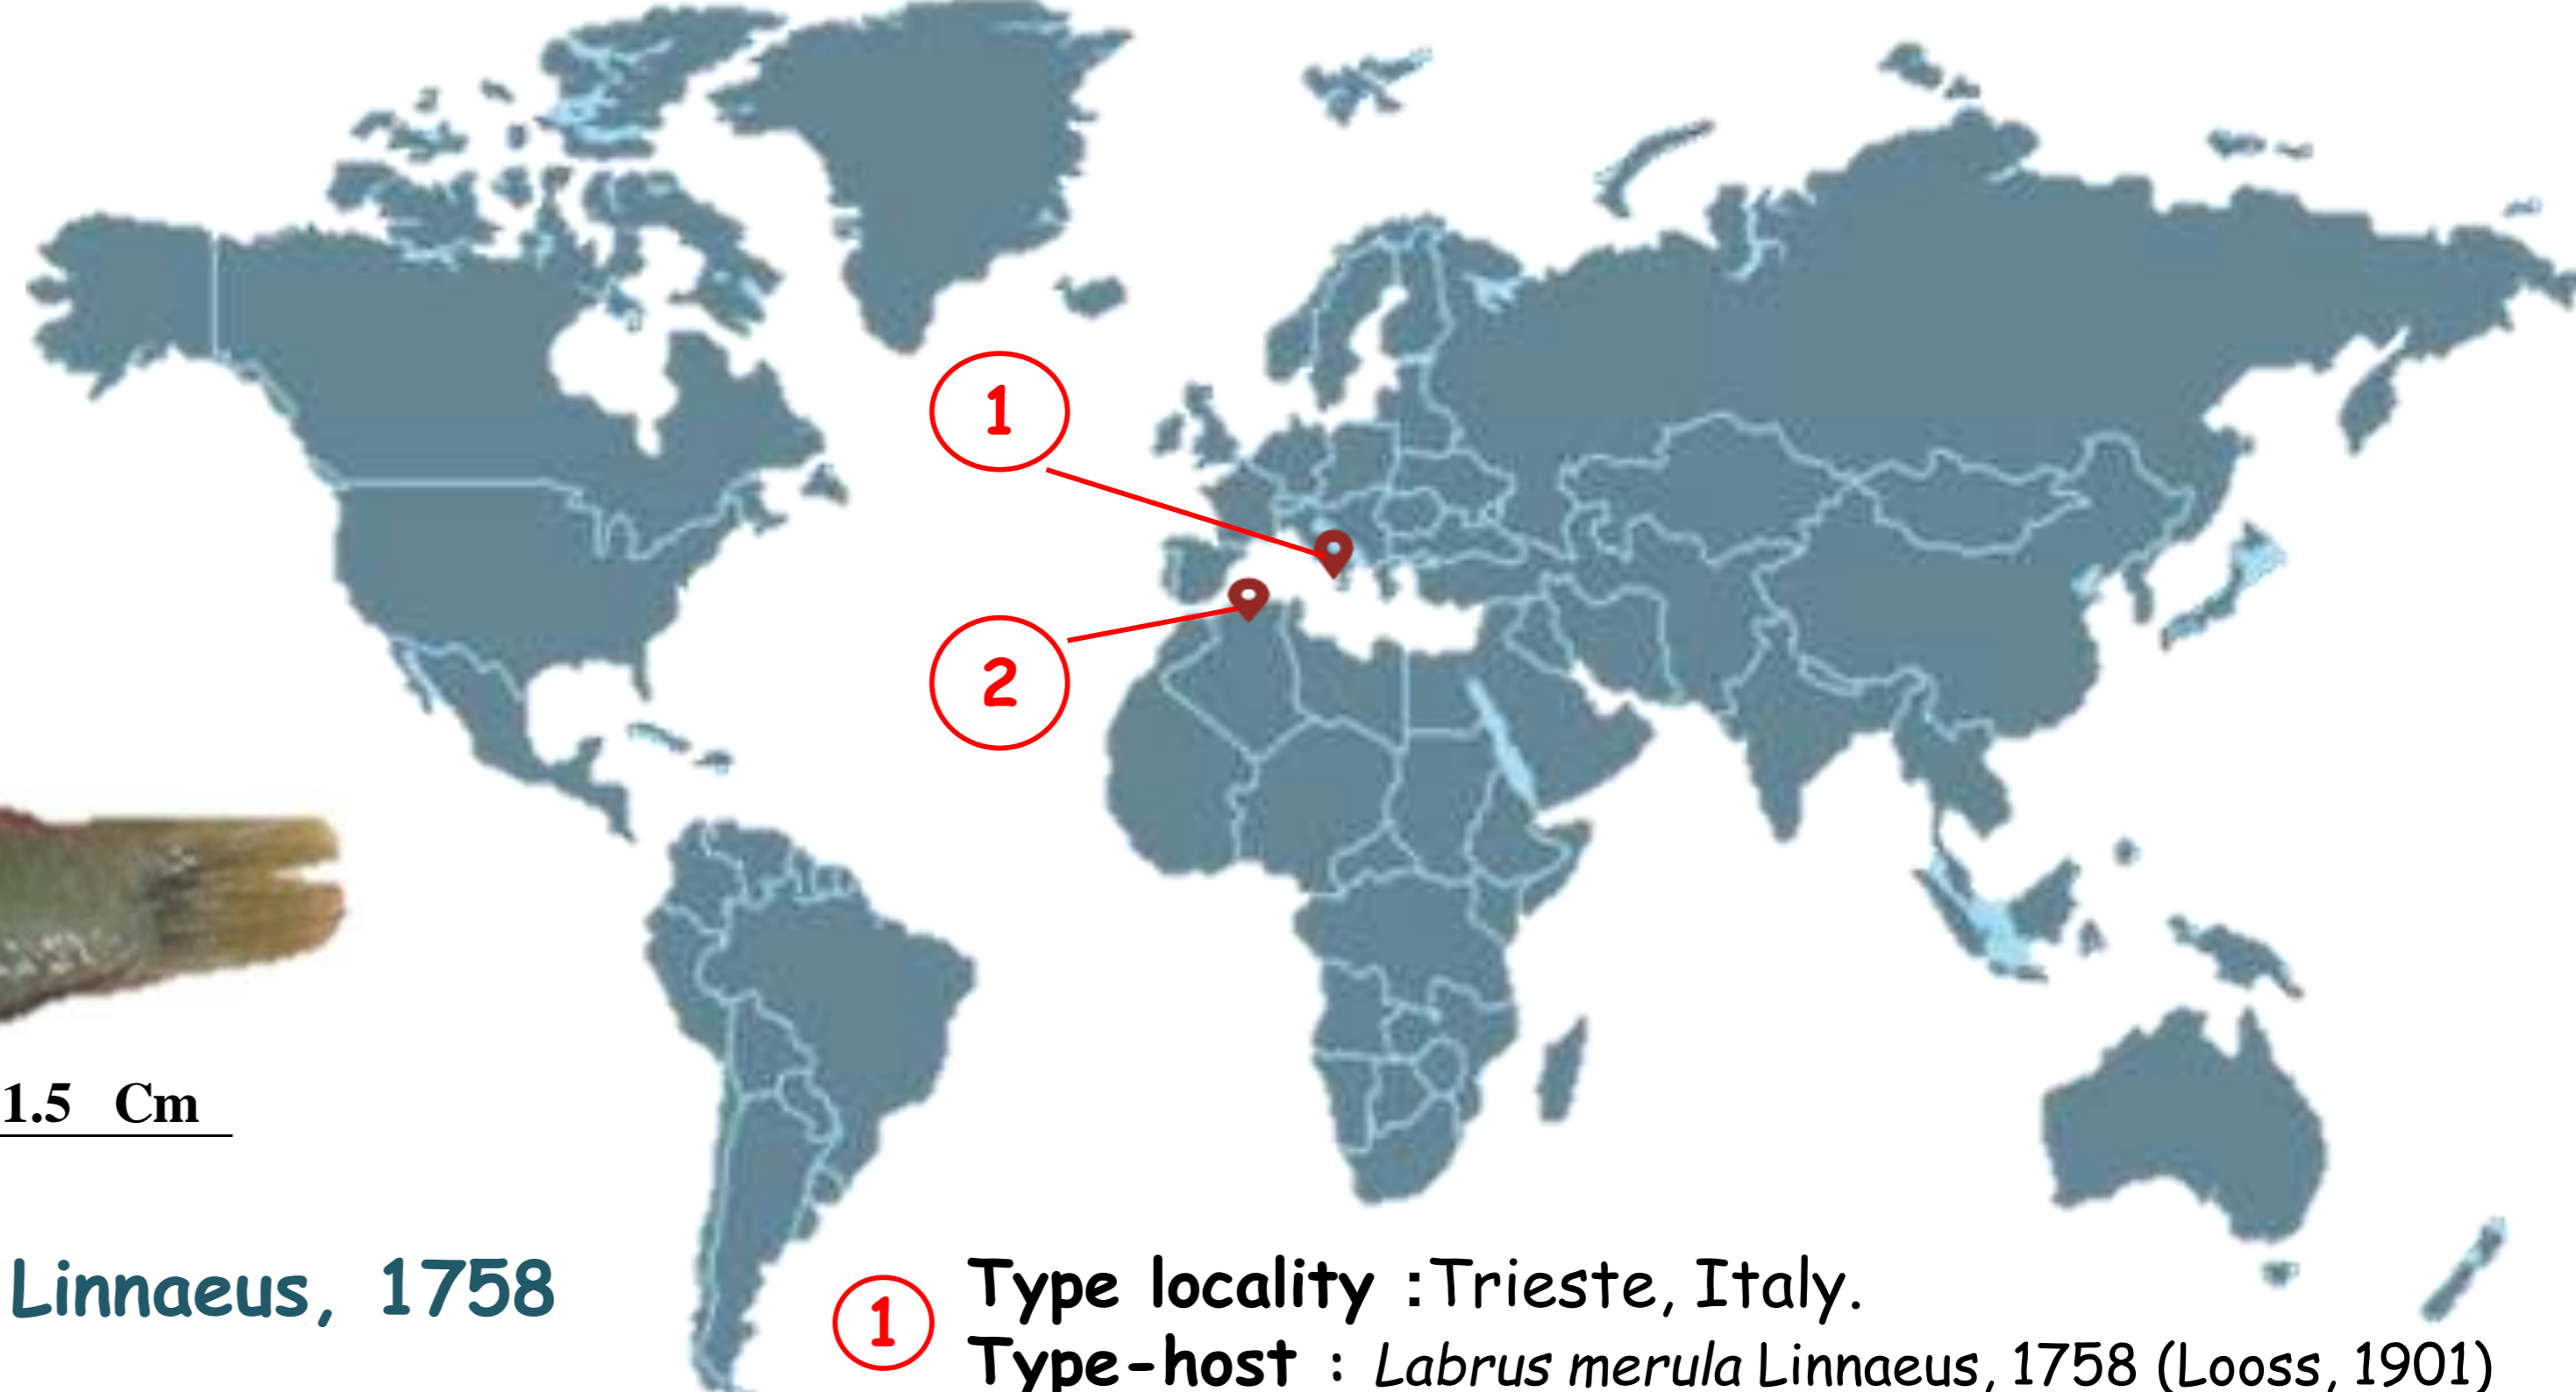 1
2
1.5 Cm
Linnaeus, 1758
1
Type locality :Trieste, Italy.
Type-host : Labrus merula Linnaeus, 1758 (Looss, 1901)